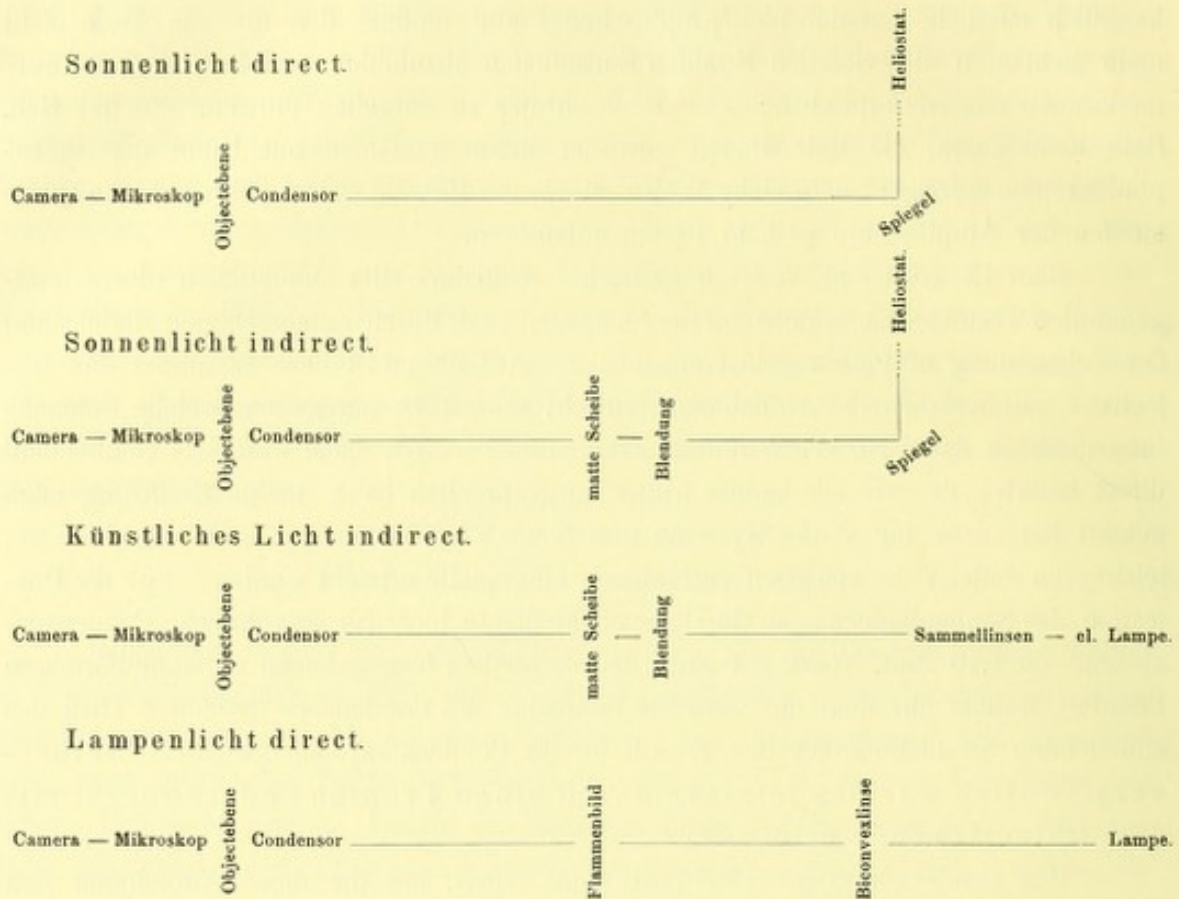 Sonnenlicht direct.
Heliostat.
Camera — Mikroskop Objectebene Condensor
Spiegel
Heliostat.
Sonnenlicht indirect.
Camera — Mikroskop Objectebene Condensor matte Scheibe — Blendung
Spiegel
Künstliches Licht indirect.
Camera — Mikroskop Objectebene Condensor matte Scheibe — Blendung Sammellinsen — el. Lampe.
Lampenlicht direct.
Camera — Mikroskop Objectebene Condensor Flammenbild Biconvexlinse Lampe.